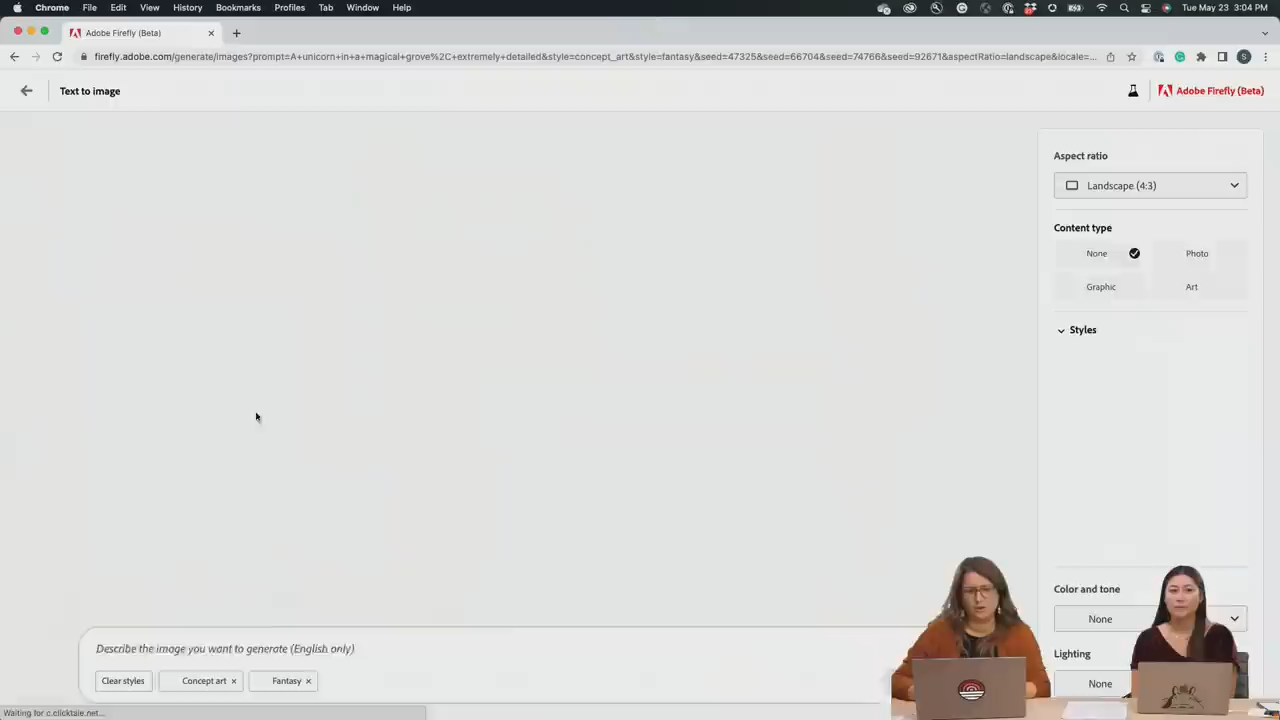 Chrome File Edit View History Bookmarks Profiles Tab Window Help
Tue May 23 3:04 PM
Adobe Firefly (Beta)
firefly.adobe.com/generate/images?prompt=A+unicorn+in+a+magical+grove%2C+extremely+detailed&style=concept_art&style=fantasy&seed=47325&seed=66704&seed=74766&seed=92671&aspectRatio=landscape&locale=...
S
Text to image
Adobe Firefly (Beta)
Aspect ratio
Landscape (4:3)
Content type
None
Photo
Graphic
Art
Styles
Color and tone
None
Lighting
None
Describe the image you want to generate (English only)
Clear styles
Concept art ×
Fantasy ×
Waiting for c.clicktale.net...